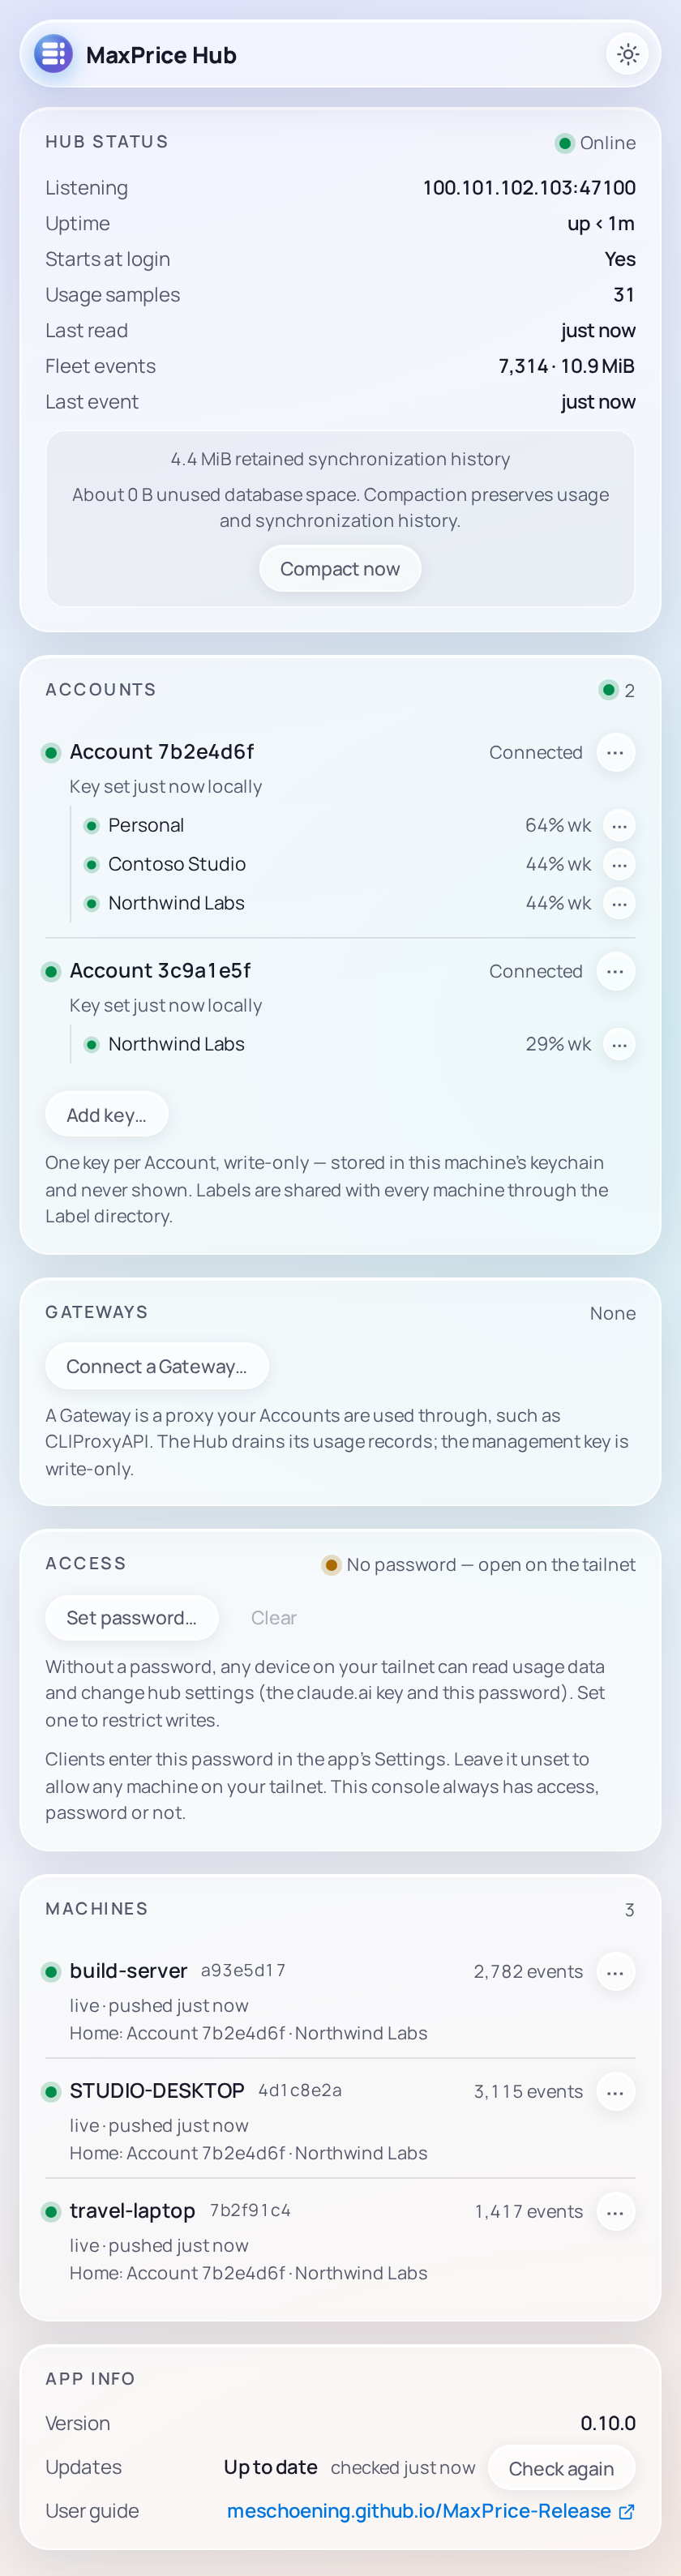 MaxPrice Hub
HUB STATUS
Online
Listening 100.101.102.103:47100
Uptime up < 1m
Starts at login Yes
Usage samples 31
Last read just now
Fleet events 7,314 · 10.9 MiB
Last event just now
4.4 MiB retained synchronization history
About 0 B unused database space. Compaction preserves usage
and synchronization history.
Compact now
ACCOUNTS 2
Account 7b2e4d6f Connected ...
Key set just now locally
Personal 64% wk ...
Contoso Studio 44% wk ...
Northwind Labs 44% wk ...
Account 3c9a1e5f Connected ...
Key set just now locally
Northwind Labs 29% wk ...
Add key...
One key per Account, write-only — stored in this machine's keychain
and never shown. Labels are shared with every machine through the
Label directory.
GATEWAYS None
Connect a Gateway...
A Gateway is a proxy your Accounts are used through, such as
CLIProxyAPI. The Hub drains its usage records; the management key is
write-only.
ACCESS No password — open on the tailnet
Set password... Clear
Without a password, any device on your tailnet can read usage data
and change hub settings (the claude.ai key and this password). Set
one to restrict writes.
Clients enter this password in the app's Settings. Leave it unset to
allow any machine on your tailnet. This console always has access,
password or not.
MACHINES 3
build-server a93e5d17 2,782 events ...
live · pushed just now
Home: Account 7b2e4d6f · Northwind Labs
STUDIO-DESKTOP 4d1c8e2a 3,115 events ...
live · pushed just now
Home: Account 7b2e4d6f · Northwind Labs
travel-laptop 7b2f91c4 1,417 events ...
live · pushed just now
Home: Account 7b2e4d6f · Northwind Labs
APP INFO
Version 0.10.0
Updates Up to date checked just now Check again
User guide meschoening.github.io/MaxPrice-Release